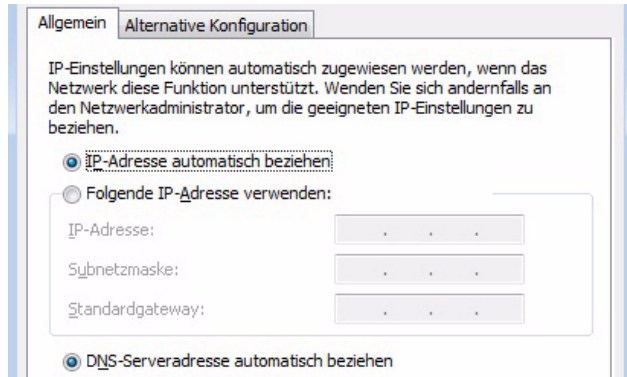 Allgemein Alternative Konfiguration
IP-Einstellungen können automatisch zugewiesen werden, wenn das
Netzwerk diese Funktion unterstützt. Wenden Sie sich andernfalls an
den Netzwerkadministrator, um die geeigneten IP-Einstellungen zu
beziehen.
IP-Adresse automatisch beziehen
Folgende IP-Adresse verwenden:
IP-Adresse: . . .
Subnetzmaske: . . .
Standardgateway: . . .
DNS-Serveradresse automatisch beziehen